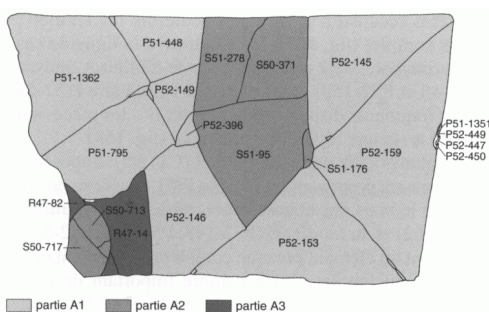 P51-448
S51-278
S50-371
P52-145
P51-1362
P52-149
P52-396
P51-1351
P52-449
P52-447
P52-450
P51-795
S51-95
P52-159
S51-176
R47-82
S50-713
R47-14
P52-146
P52-153
S50-717
partie A1 partie A2 partie A3